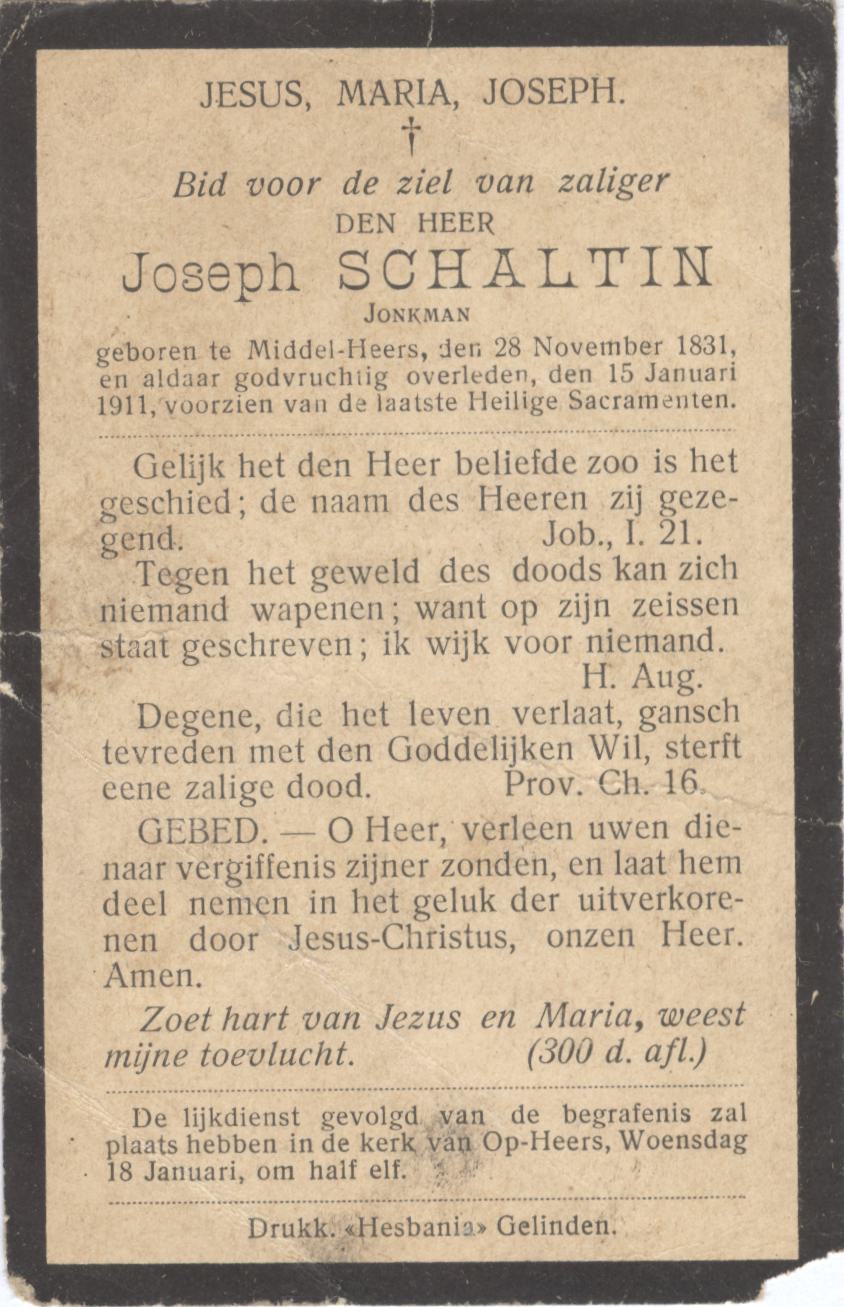 JESUS, MARIA, JOSEPH.
†
Bid voor de ziel van zaliger
DEN HEER
Joseph SCHALTIN
JONKMAN
geboren te Middel-Heers, den 28 November 1831,
en aldaar godvruchtig overleden, den 15 Januari
1911, voorzien van de laatste Heilige Sacramenten.
Gelijk het den Heer beliefde zoo is het
geschied; de naam des Heeren zij geze-
gend. Job., I. 21.
Tegen het geweld des doods kan zich
niemand wapenen; want op zijn zeissen
staat geschreven; ik wijk voor niemand.
H. Aug.
Degene, die het leven verlaat, gansch
tevreden met den Goddelijken Wil, sterft
eene zalige dood. Prov. Ch. 16.
GEBED. — O Heer, verleen uwen die-
naar vergiffenis zijner zonden, en laat hem
deel nemen in het geluk der uitverkore-
nen door Jesus-Christus, onzen Heer.
Amen.
Zoet hart van Jezus en Maria, weest
mijne toevlucht. (300 d. afl.)
De lijkdienst gevolgd van de begrafenis zal
plaats hebben in de kerk van Op-Heers, Woensdag
18 Januari, om half elf.
Drukk. «Hesbania» Gelinden.